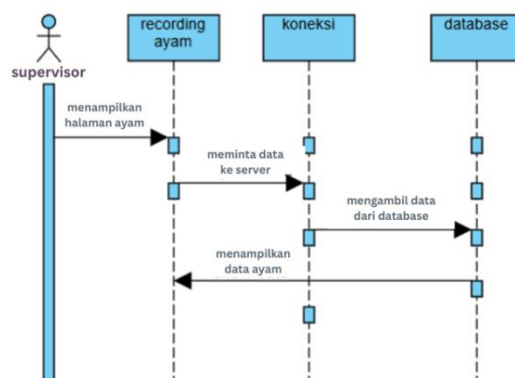 recording
ayam
koneksi
database
supervisor
menampilkan
halaman ayam
meminta data
ke server
mengambil data
dari database
menampilkan
data ayam